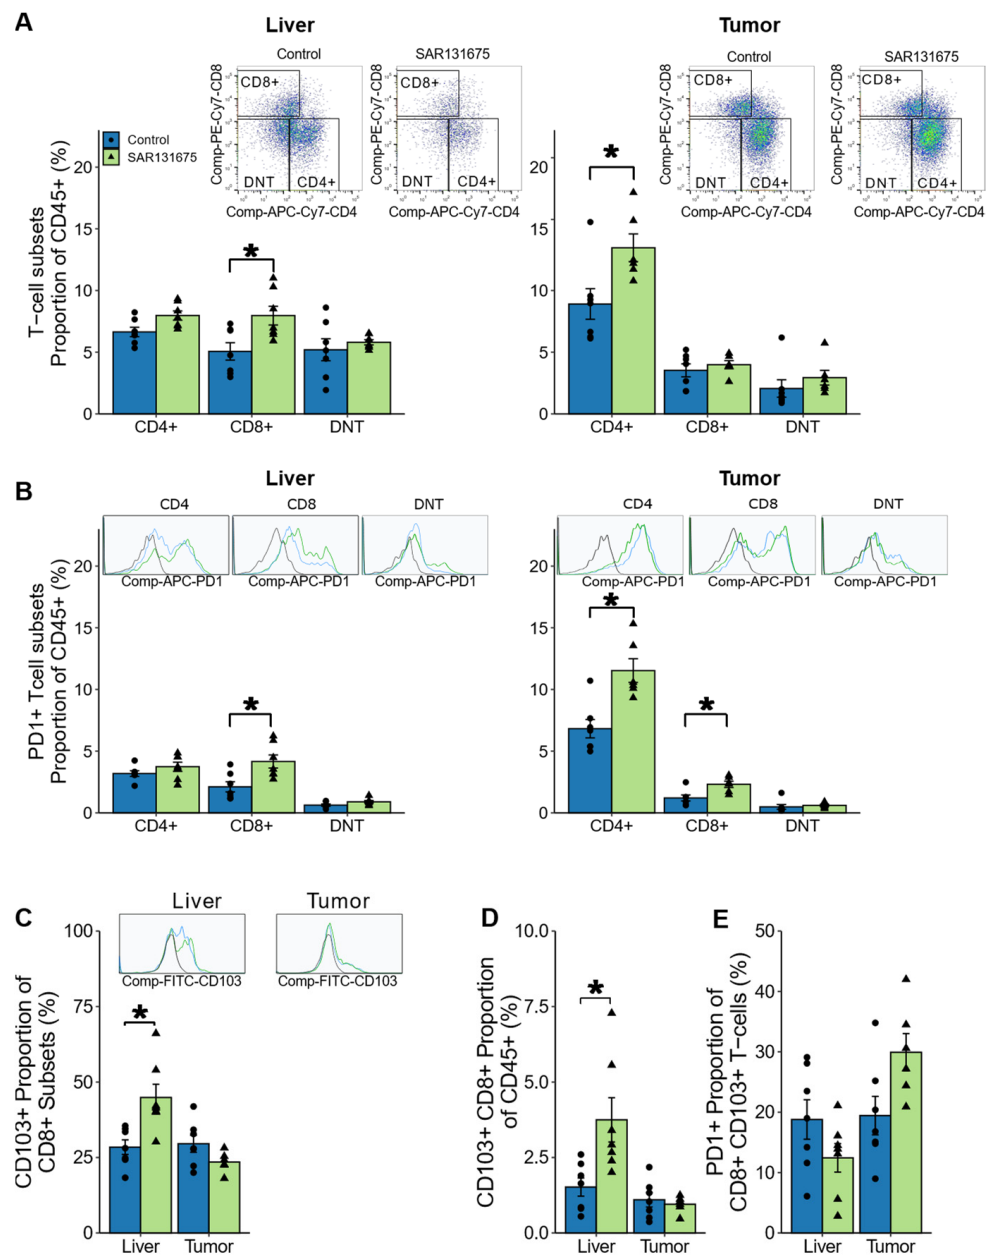 A
Liver
Tumor
Control
SAR131675
Control
SAR131675
CD8+
DNT
CD4+
Comp-PE-Cy7-CD8
Comp-APC-Cy7-CD4
CD8+
DNT
CD4+
Comp-PE-Cy7-CD8
Comp-APC-Cy7-CD4
CD8+
DNT
CD4+
Comp-PE-Cy7-CD8
Comp-APC-Cy7-CD4
CD8+
DNT
CD4+
Comp-PE-Cy7-CD8
Comp-APC-Cy7-CD4
Control
SAR131675
T−cell subsets
Proportion of CD45+ (%)
20
15
10
5
0
*
CD4+
CD8+
DNT
20
15
10
5
0
*
CD4+
CD8+
DNT
B
Liver
Tumor
CD4
CD8
DNT
Comp-APC-PD1
Comp-APC-PD1
Comp-APC-PD1
CD4
CD8
DNT
Comp-APC-PD1
Comp-APC-PD1
Comp-APC-PD1
PD1+ Tcell subsets
Proportion of CD45+ (%)
20
15
10
5
0
*
CD4+
CD8+
DNT
20
15
10
5
0
*
*
CD4+
CD8+
DNT
C
Liver
Tumor
Comp-FITC-CD103
Comp-FITC-CD103
CD103+ Proportion of
CD8+ Subsets (%)
100
75
50
25
0
*
Liver
Tumor
D
CD103+ CD8+ Proportion
of CD45+ (%)
10.0
7.5
5.0
2.5
0.0
*
Liver
Tumor
E
PD1+ Proportion of
CD8+ CD103+ T−cells (%)
50
40
30
20
10
0
Liver
Tumor